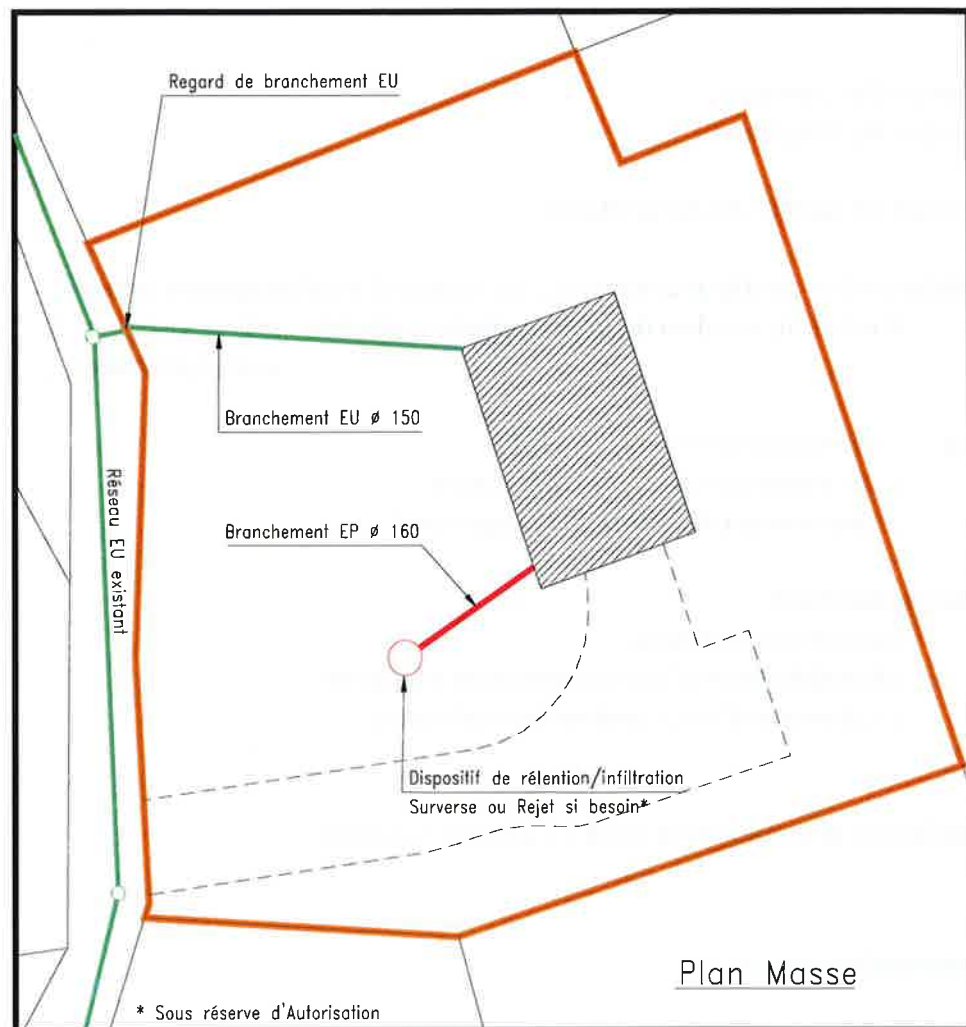 Regard de branchement EU
Branchement EU ø 150
Réseau EU existant
Branchement EP ø 160
Dispositif de rélention/infiltration
Surverse ou Rejet si besoin*
Plan Masse
* Sous réserve d'Autorisation